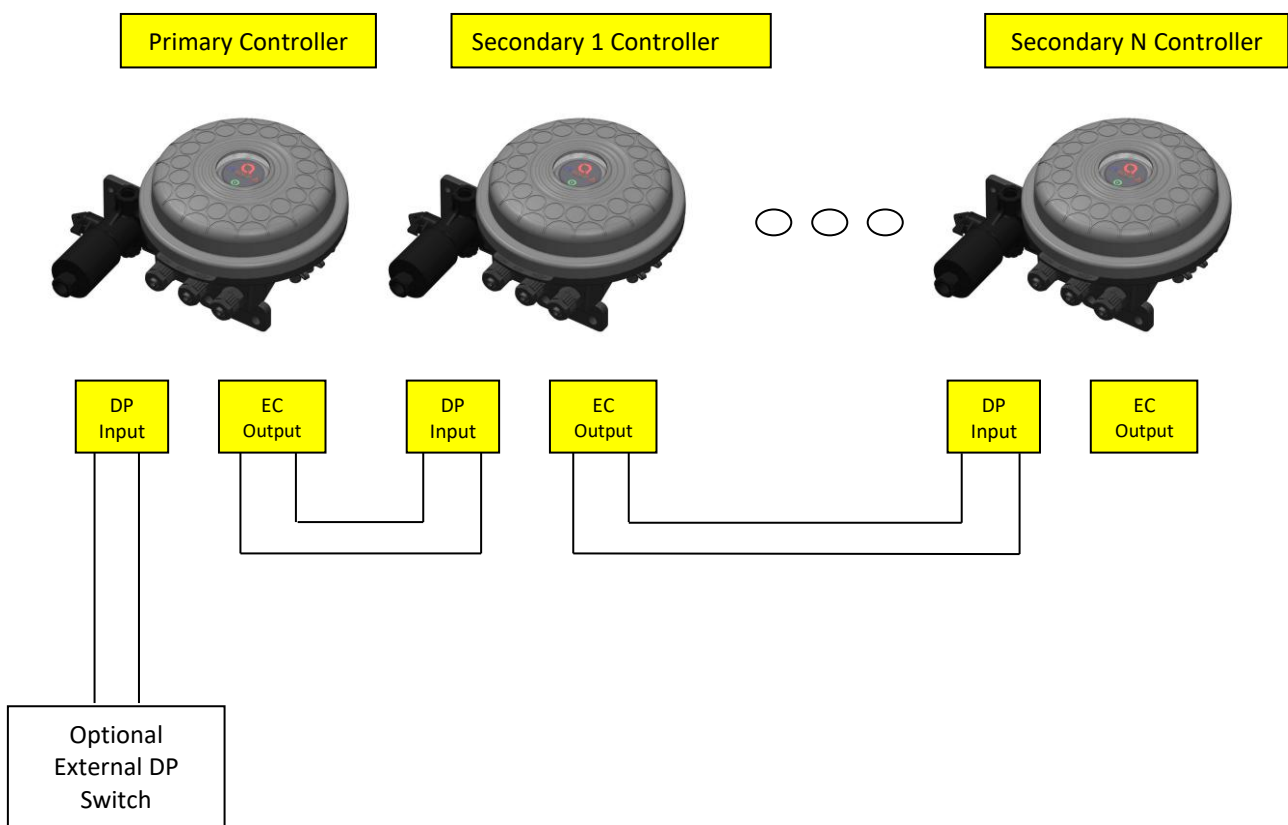 Primary Controller
Secondary 1 Controller
Secondary N Controller
DP
Input
EC
Output
DP
Input
EC
Output
DP
Input
EC
Output
Optional
External DP
Switch